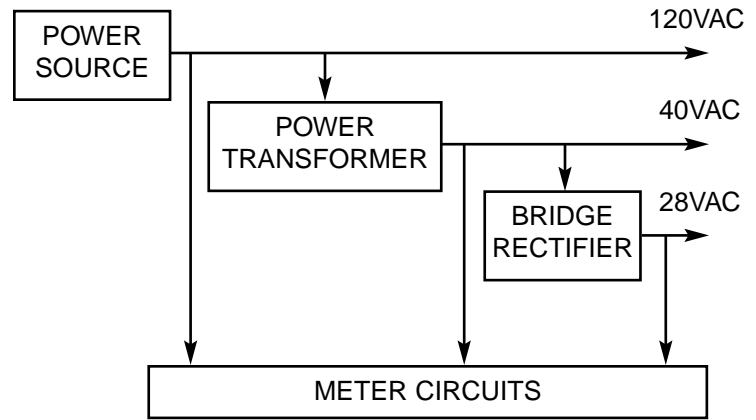 120VAC
POWER
SOURCE
40VAC
POWER
TRANSFORMER
28VAC
BRIDGE
RECTIFIER
METER CIRCUITS